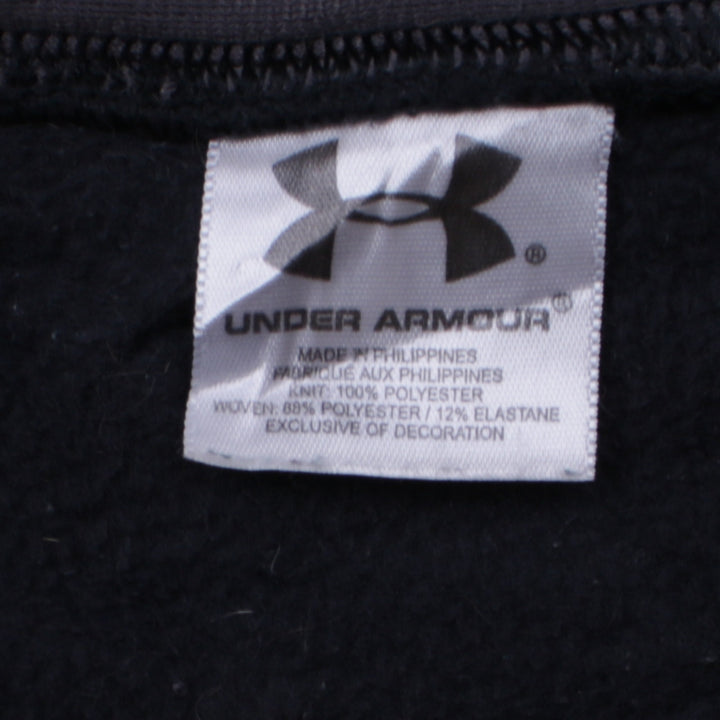 ®
UNDER ARMOUR®
MADE IN PHILIPPINES
FABRIQUÉ AUX PHILIPPINES
KNIT: 100% POLYESTER
WOVEN: 88% POLYESTER / 12% ELASTANE
EXCLUSIVE OF DECORATION